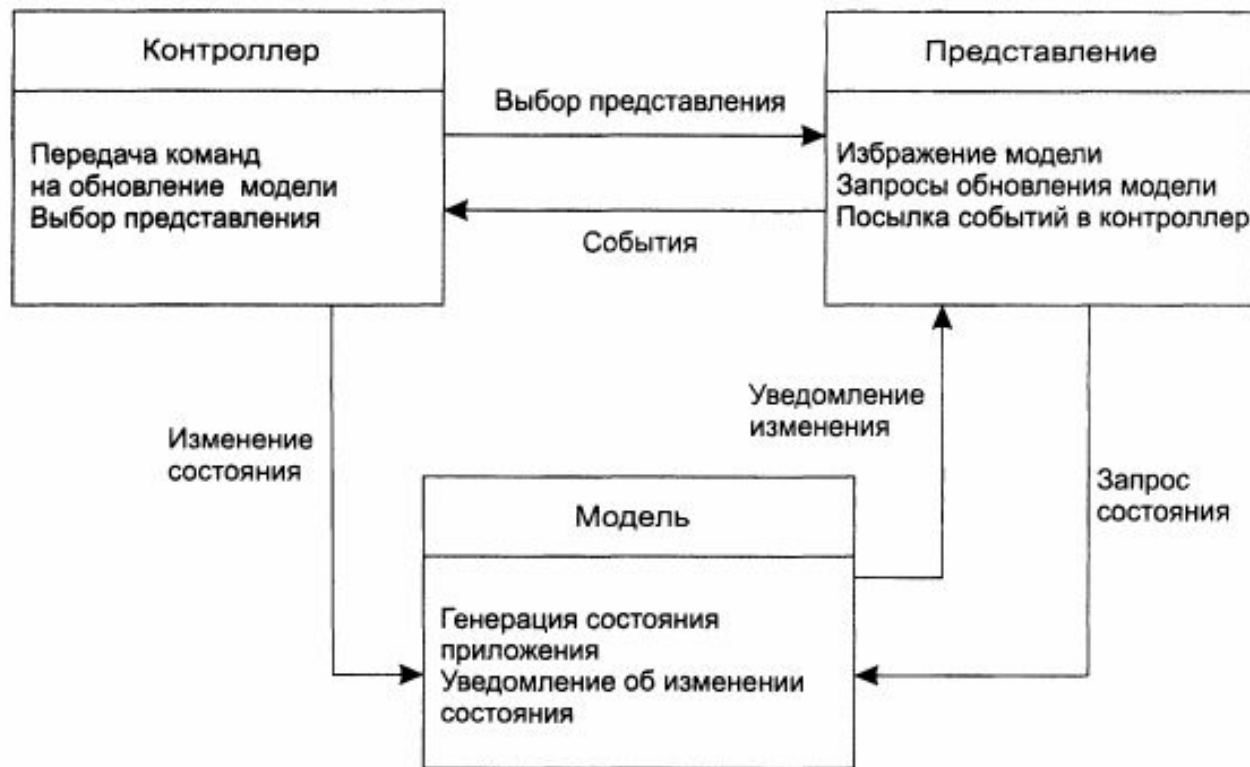 Контроллер
Передача команд
на обновление модели
Выбор представления
Выбор представления
События
Представление
Избражение модели
Запросы обновления модели
Посылка событий в контроллер
Изменение
состояния
Уведомление
изменения
Запрос
состояния
Модель
Генерация состояния
приложения
Уведомление об изменении
состояния